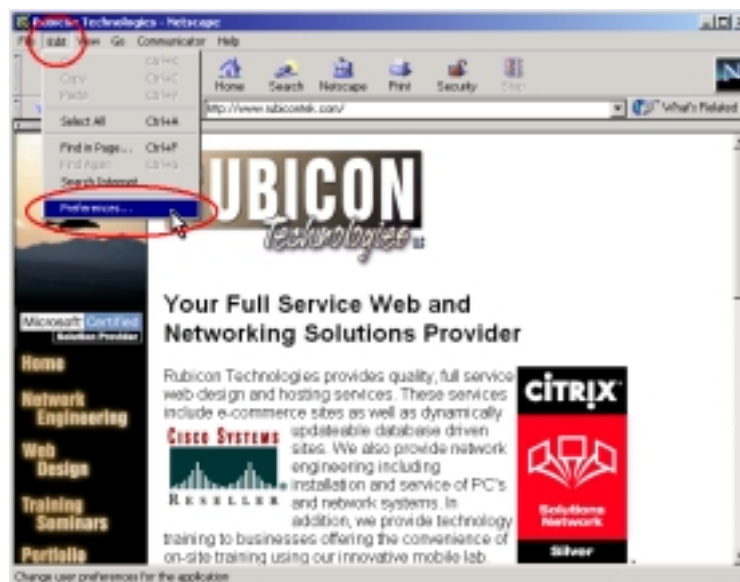 Rubicon Technologies - Netscape
File Edit View Go Communicator Help
Ctrl+X
Copy Ctrl+C
Paste Ctrl+V
Select All Ctrl+A
Find in Page... Ctrl+F
Find Again Ctrl+G
Search Internet
Preferences...
Home Search Netscape Print Security Stop
http://www.rubicontek.com/
What's Related
RUBICON
Technologies
Your Full Service Web and
Networking Solutions Provider
Microsoft Certified
Solution Provider
Home
Network
Engineering
Web
Design
Training
Seminars
Portfolio
Rubicon Technologies provides quality, full service
web design and hosting services. These services
include e-commerce sites as well as dynamically
updateable database driven
sites. We also provide network
engineering including
installation and service of PC's
and network systems. In
addition, we provide technology
training to businesses offering the convenience of
on-site training using our innovative mobile lab.
CISCO SYSTEMS
RESELLER
CITRIX
Solutions
Network
Silver
Change user preferences for the application